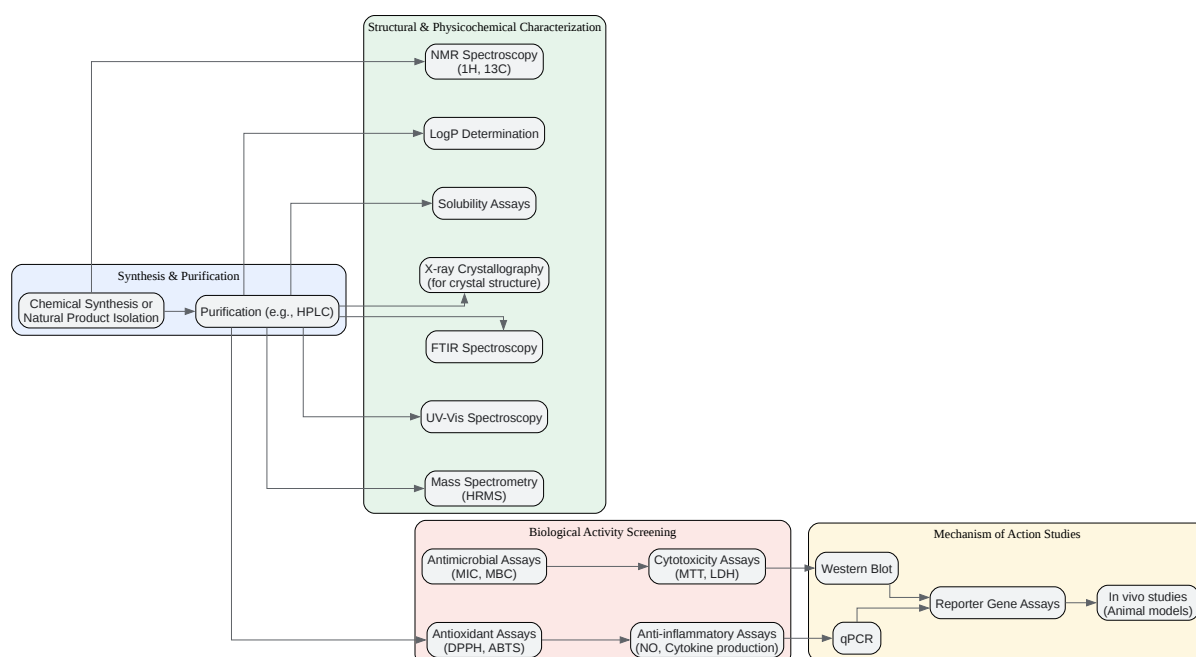 Structural & Physicochemical Characterization
NMR Spectroscopy
(1H, 13C)
LogP Determination
Solubility Assays
X-ray Crystallography
(for crystal structure)
FTIR Spectroscopy
UV-Vis Spectroscopy
Mass Spectrometry
(HRMS)
Synthesis & Purification
Chemical Synthesis or
Natural Product Isolation
Purification (e.g., HPLC)
Biological Activity Screening
Antimicrobial Assays
(MIC, MBC)
Cytotoxicity Assays
(MTT, LDH)
Antioxidant Assays
(DPPH, ABTS)
Anti-inflammatory Assays
(NO, Cytokine production)
Mechanism of Action Studies
Western Blot
qPCR
Reporter Gene Assays
In vivo studies
(Animal models)